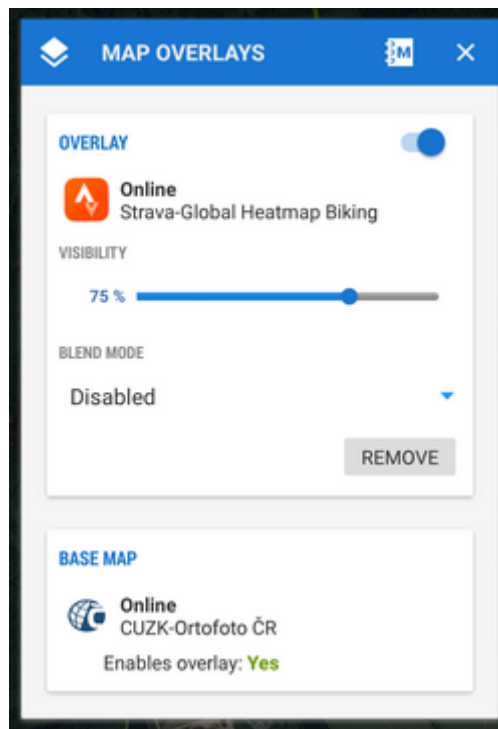 MAP OVERLAYS
M
OVERLAY
Online
Strava-Global Heatmap Biking
VISIBILITY
75 %
BLEND MODE
Disabled
REMOVE
BASE MAP
Online
CUZK-Ortofoto ČR
Enables overlay: Yes